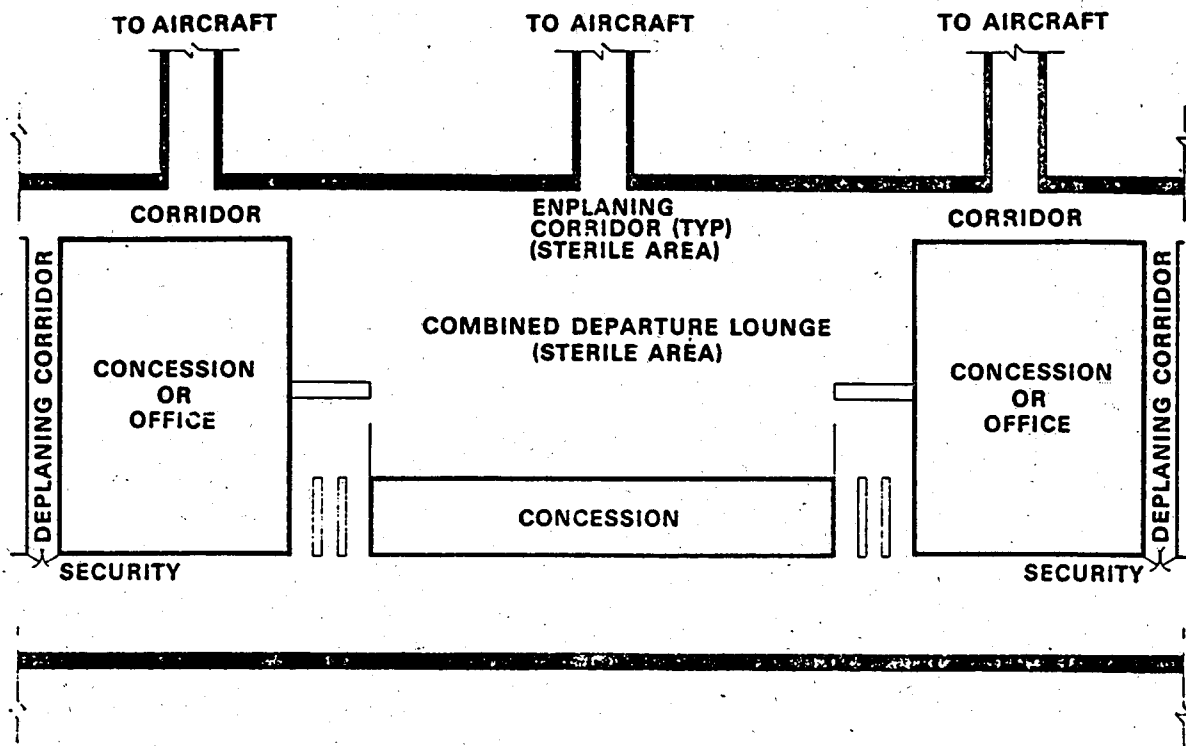 TO AIRCRAFT
TO AIRCRAFT
TO AIRCRAFT
CORRIDOR
ENPLANING
CORRIDOR (TYP)
(STERILE AREA)
CORRIDOR
DEPLANING CORRIDOR
CONCESSION
OR
OFFICE
COMBINED DEPARTURE LOUNGE
(STERILE AREA)
CONCESSION
OR
OFFICE
DEPLANING CORRIDOR
CONCESSION
SECURITY
SECURITY